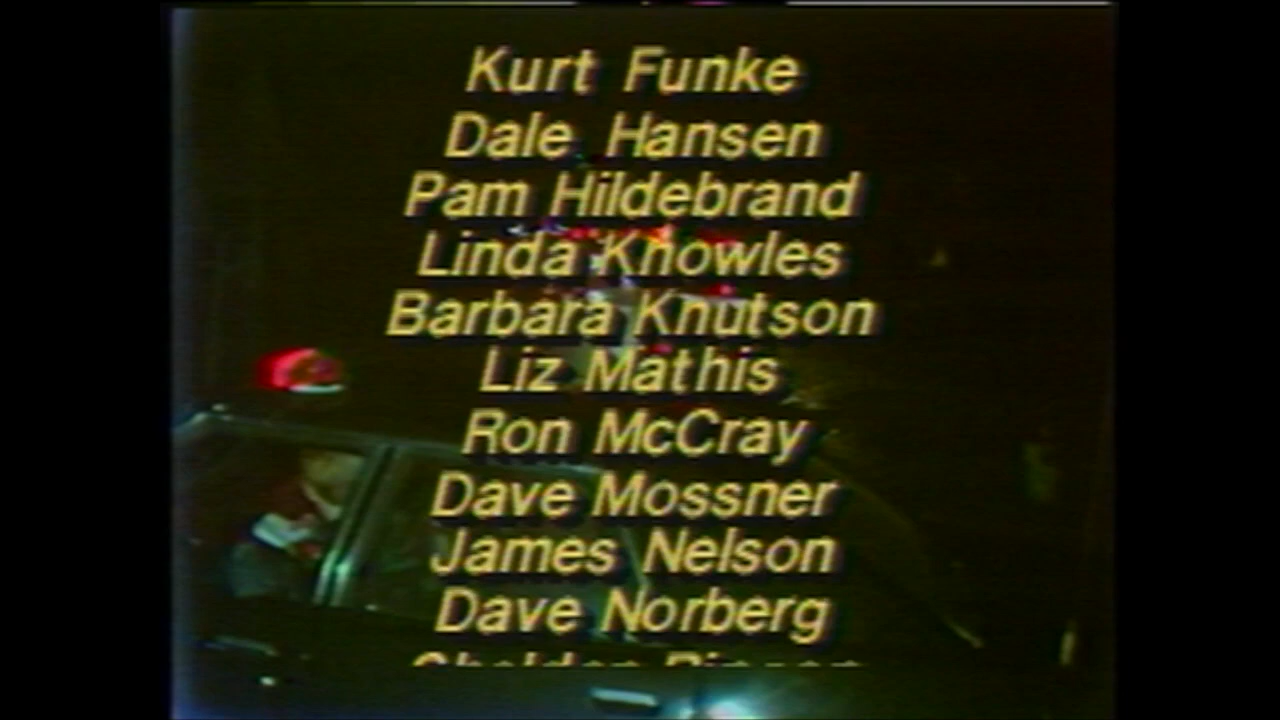 Kurt Funke
Dale Hansen
Pam Hildebrand
Linda Knowles
Barbara Knutson
Liz Mathis
Ron McCray
Dave Mossner
James Nelson
Dave Norberg